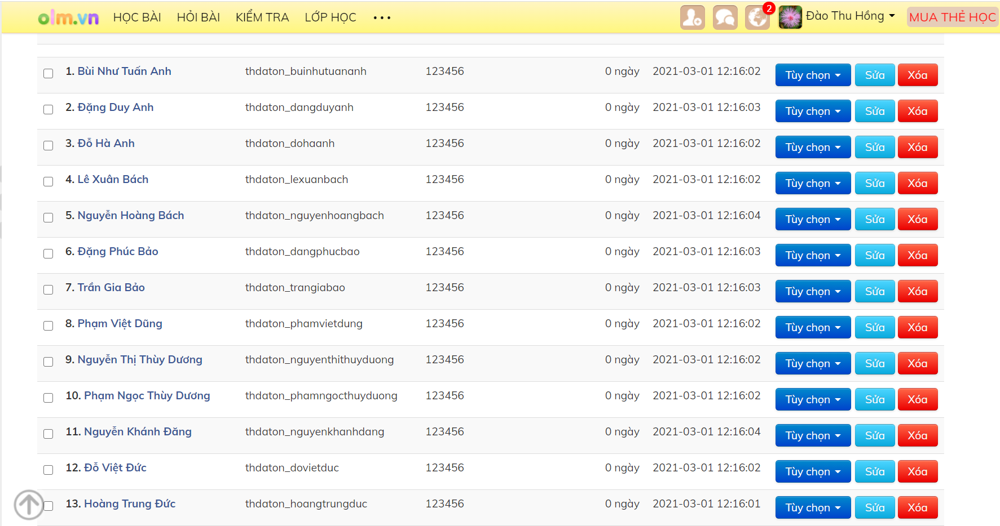 olm.vn HỌC BÀI HỎI BÀI KIỂM TRA LỚP HỌC ••• 2 Đào Thu Hồng MUA THẺ HỌC
1. Bùi Như Tuấn Anh thdaton_buinhutuananh 123456 0 ngày 2021-03-01 12:16:02 Tùy chọn Sửa Xóa
2. Đặng Duy Anh thdaton_dangduyanh 123456 0 ngày 2021-03-01 12:16:03 Tùy chọn Sửa Xóa
3. Đỗ Hà Anh thdaton_dohaanh 123456 0 ngày 2021-03-01 12:16:02 Tùy chọn Sửa Xóa
4. Lê Xuân Bách thdaton_lexuanbach 123456 0 ngày 2021-03-01 12:16:02 Tùy chọn Sửa Xóa
5. Nguyễn Hoàng Bách thdaton_nguyenhoangbach 123456 0 ngày 2021-03-01 12:16:04 Tùy chọn Sửa Xóa
6. Đặng Phúc Bảo thdaton_dangphucbao 123456 0 ngày 2021-03-01 12:16:03 Tùy chọn Sửa Xóa
7. Trần Gia Bảo thdaton_trangiabao 123456 0 ngày 2021-03-01 12:16:03 Tùy chọn Sửa Xóa
8. Phạm Việt Dũng thdaton_phamvietdung 123456 0 ngày 2021-03-01 12:16:02 Tùy chọn Sửa Xóa
9. Nguyễn Thị Thùy Dương thdaton_nguyenthithuyduong 123456 0 ngày 2021-03-01 12:16:02 Tùy chọn Sửa Xóa
10. Phạm Ngọc Thùy Dương thdaton_phamngocthuyduong 123456 0 ngày 2021-03-01 12:16:02 Tùy chọn Sửa Xóa
11. Nguyễn Khánh Đăng thdaton_nguyenkhanhdang 123456 0 ngày 2021-03-01 12:16:04 Tùy chọn Sửa Xóa
12. Đỗ Việt Đức thdaton_dovietduc 123456 0 ngày 2021-03-01 12:16:02 Tùy chọn Sửa Xóa
13. Hoàng Trung Đức thdaton_hoangtrungduc 123456 0 ngày 2021-03-01 12:16:01 Tùy chọn Sửa Xóa